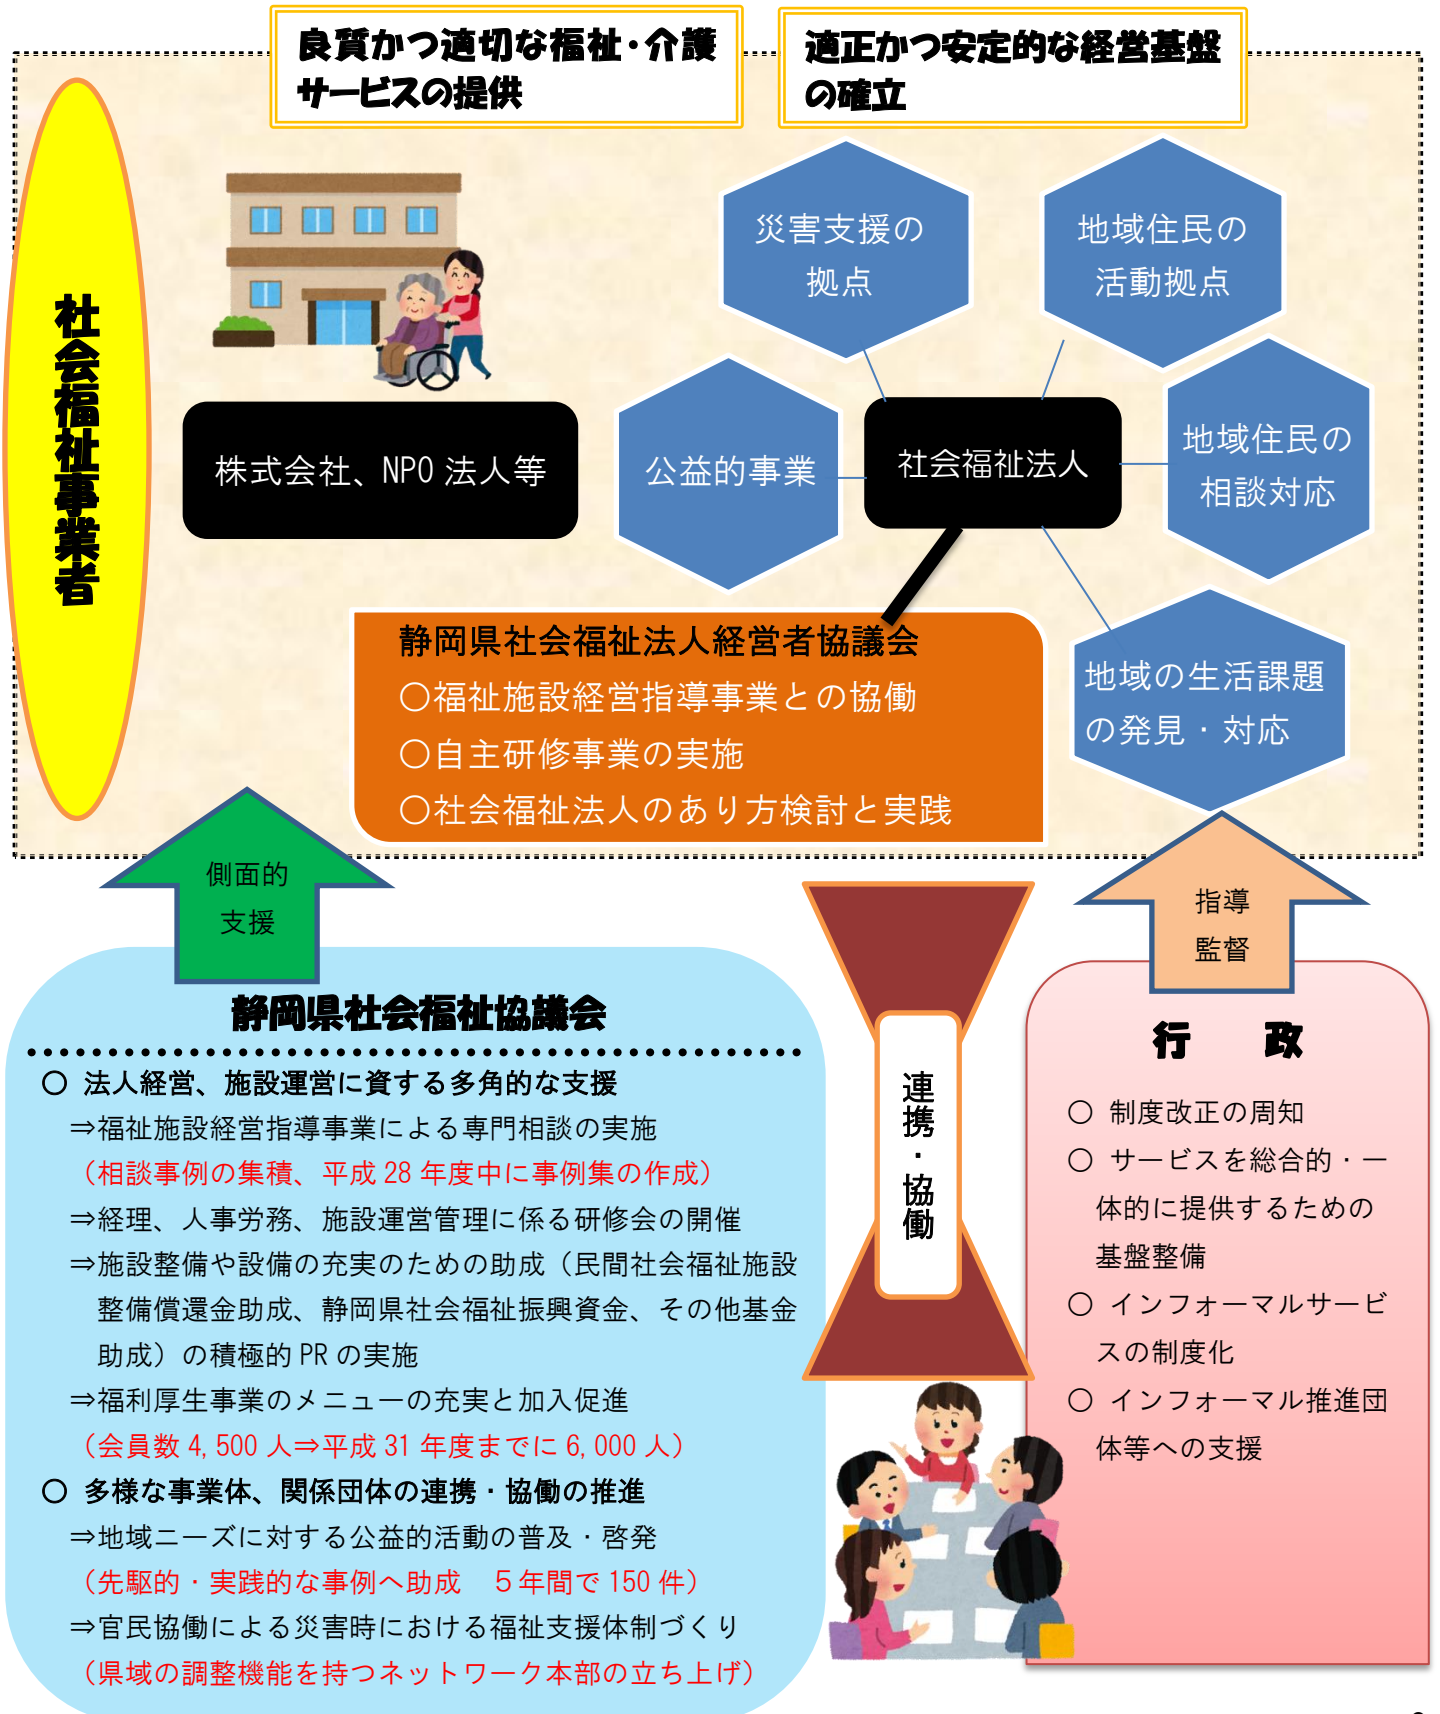 良質かつ適切な福祉・介護
サービスの提供
適正かつ安定的な経営基盤
の確立
社会福祉事業者
災害支援の
拠点
地域住民の
活動拠点
株式会社、NPO法人等
公益的事業
社会福祉法人
地域住民の
相談対応
地域の生活課題
の発見・対応
静岡県社会福祉法人経営者協議会
○福祉施設経営指導事業との協働
○自主研修事業の実施
○社会福祉法人のあり方検討と実践
側面的
支援
指導
監督
静岡県社会福祉協議会
○ 法人経営、施設運営に資する多角的な支援
⇒福祉施設経営指導事業による専門相談の実施
（相談事例の集積、平成28年度中に事例集の作成）
⇒経理、人事労務、施設運営管理に係る研修会の開催
⇒施設整備や設備の充実のための助成（民間社会福祉施設
整備償還金助成、静岡県社会福祉振興資金、その他基金
助成）の積極的PRの実施
⇒福利厚生事業のメニューの充実と加入促進
（会員数4,500人⇒平成31年度までに6,000人）
○ 多様な事業体、関係団体の連携・協働の推進
⇒地域ニーズに対する公益的活動の普及・啓発
（先駆的・実践的な事例へ助成　５年間で150件）
⇒官民協働による災害時における福祉支援体制づくり
（県域の調整機能を持つネットワーク本部の立ち上げ）
連携・協働
行　政
○ 制度改正の周知
○ サービスを総合的・一
体的に提供するための
基盤整備
○ インフォーマルサービ
スの制度化
○ インフォーマル推進団
体等への支援